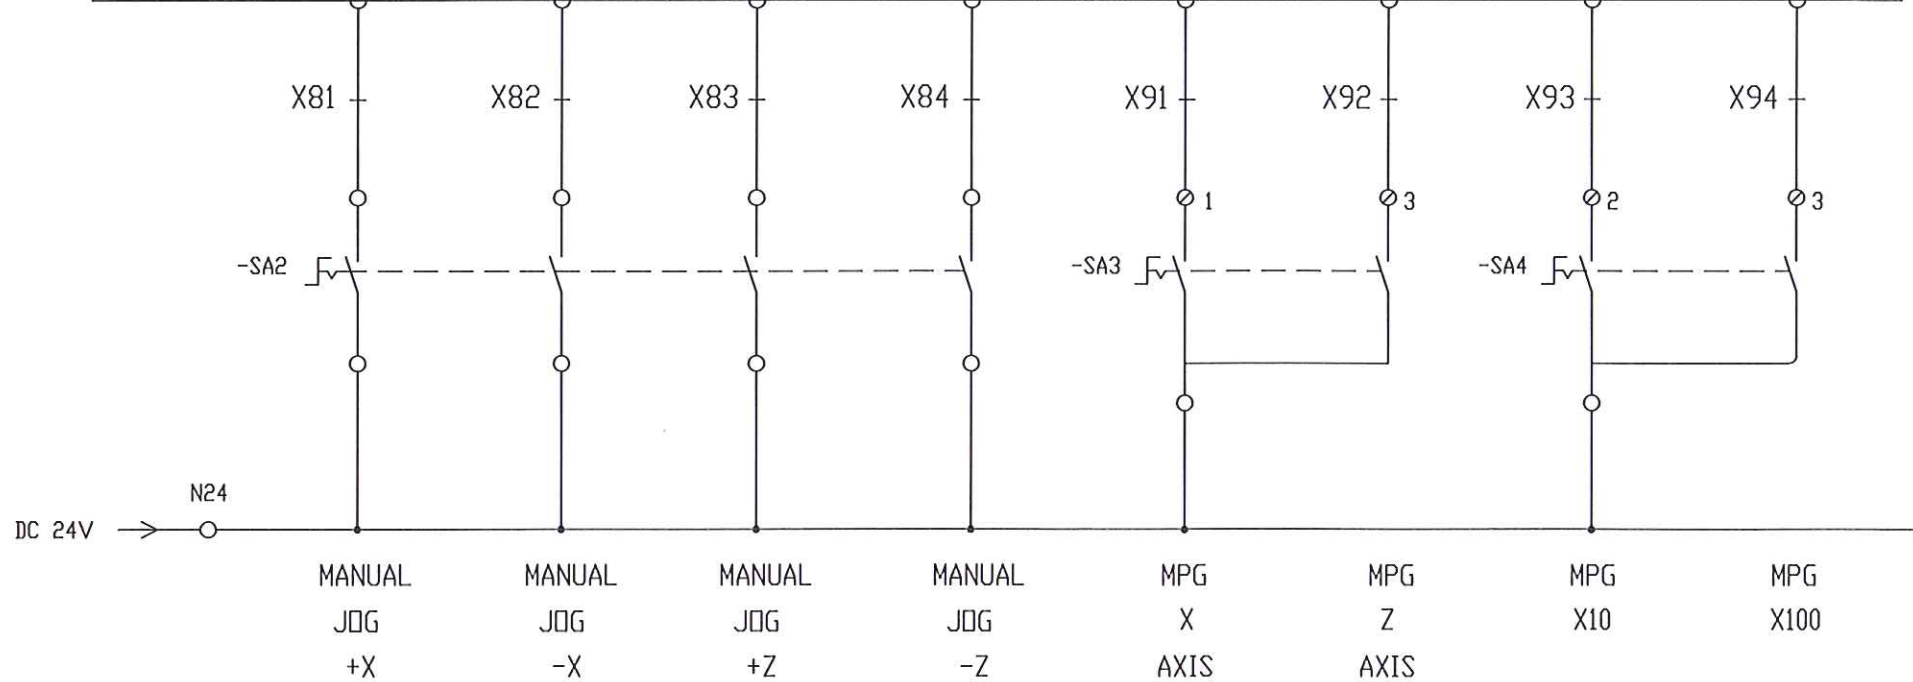 X81 X82 X83 X84 X91 X92 X93 X94
1 3 2 3
-SA2 -SA3 -SA4
N24
DC 24V
MANUAL MANUAL MANUAL MANUAL MPG MPG MPG MPG
JOG JOG JOG JOG X Z X10 X100
+X -X +Z -Z AXIS AXIS